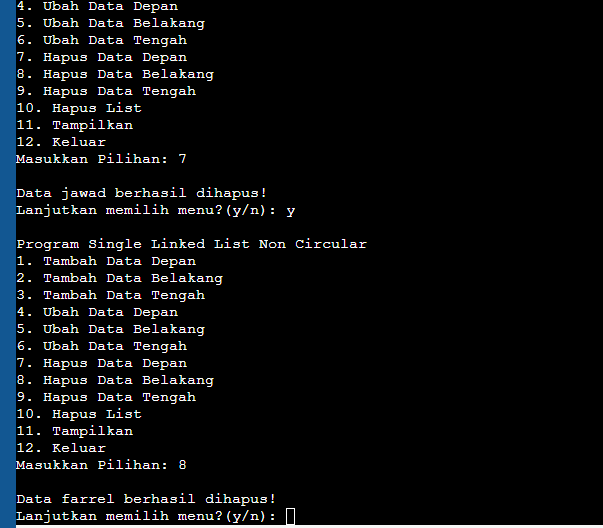 4. Ubah Data Depan
5. Ubah Data Belakang
6. Ubah Data Tengah
7. Hapus Data Depan
8. Hapus Data Belakang
9. Hapus Data Tengah
10. Hapus List
11. Tampilkan
12. Keluar
Masukkan Pilihan: 7
Data jawad berhasil dihapus!
Lanjutkan memilih menu?(y/n): y
Program Single Linked List Non Circular
1. Tambah Data Depan
2. Tambah Data Belakang
3. Tambah Data Tengah
4. Ubah Data Depan
5. Ubah Data Belakang
6. Ubah Data Tengah
7. Hapus Data Depan
8. Hapus Data Belakang
9. Hapus Data Tengah
10. Hapus List
11. Tampilkan
12. Keluar
Masukkan Pilihan: 8
Data farrel berhasil dihapus!
Lanjutkan memilih menu?(y/n):